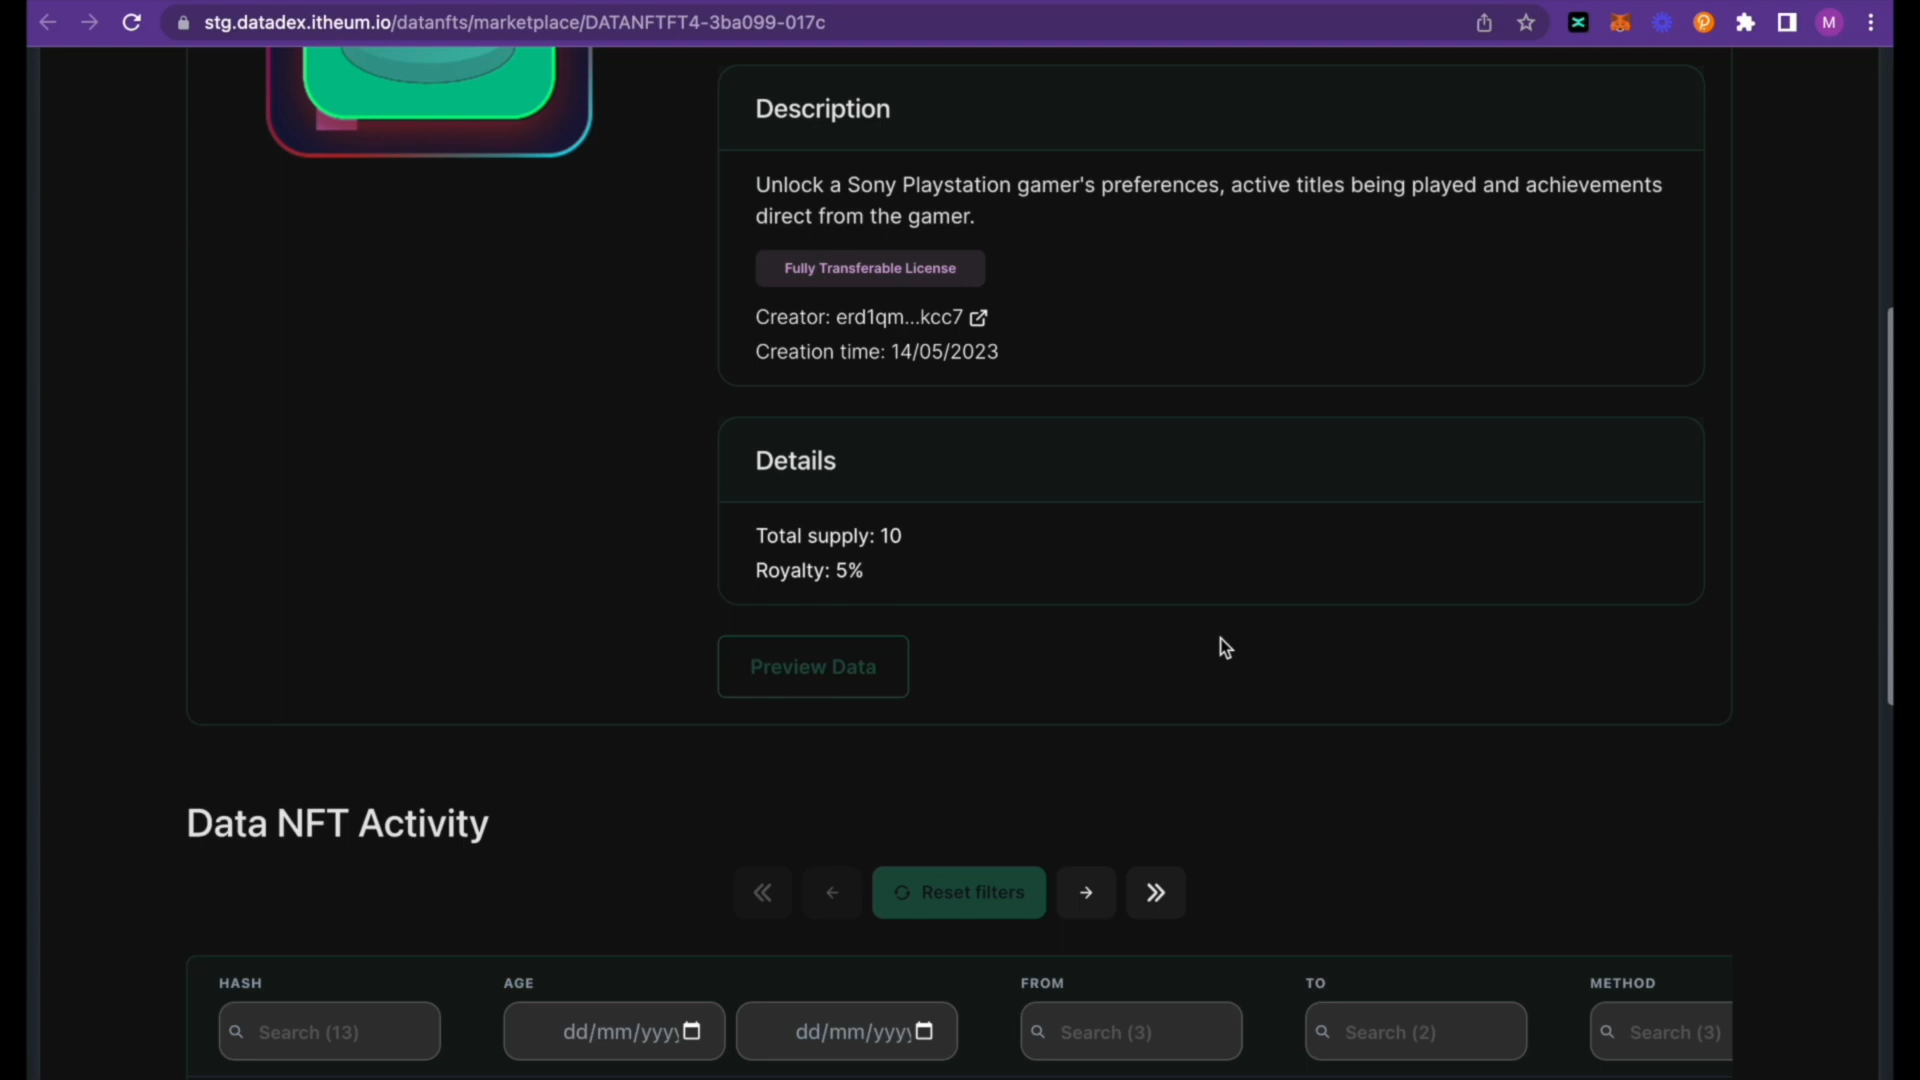 stg.datadex.itheum.io/datanfts/marketplace/DATANFTFT4-3ba099-017c
M
Description
Unlock a Sony Playstation gamer's preferences, active titles being played and achievements
direct from the gamer.
Fully Transferable License
Creator: erd1qm...kcc7
Creation time: 14/05/2023
Details
Total supply: 10
Royalty: 5%
Preview Data
Data NFT Activity
Reset filters
HASH AGE FROM TO METHOD
Search (13) dd/mm/yyyy dd/mm/yyyy Search (3) Search (2) Search (3)